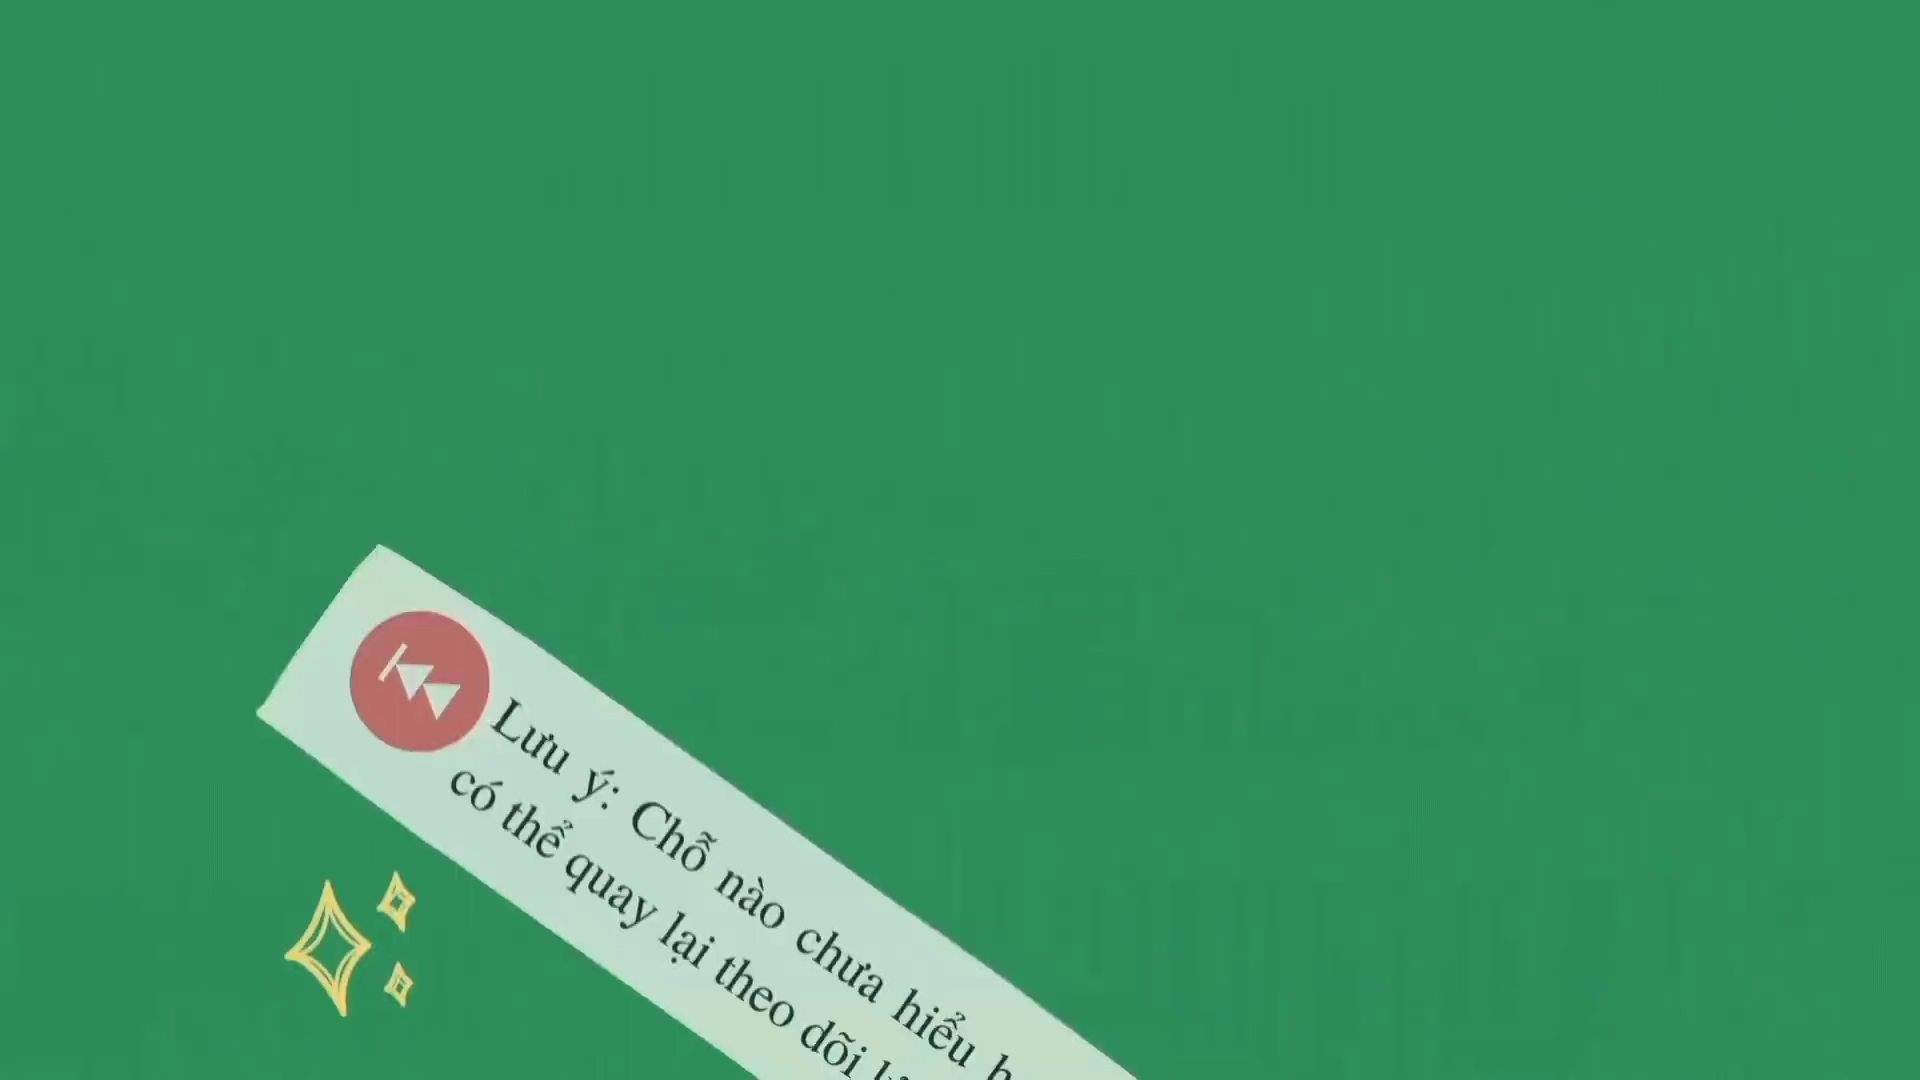 Lưu ý: Chỗ nào chưa hiểu
có thể quay lại theo dõi